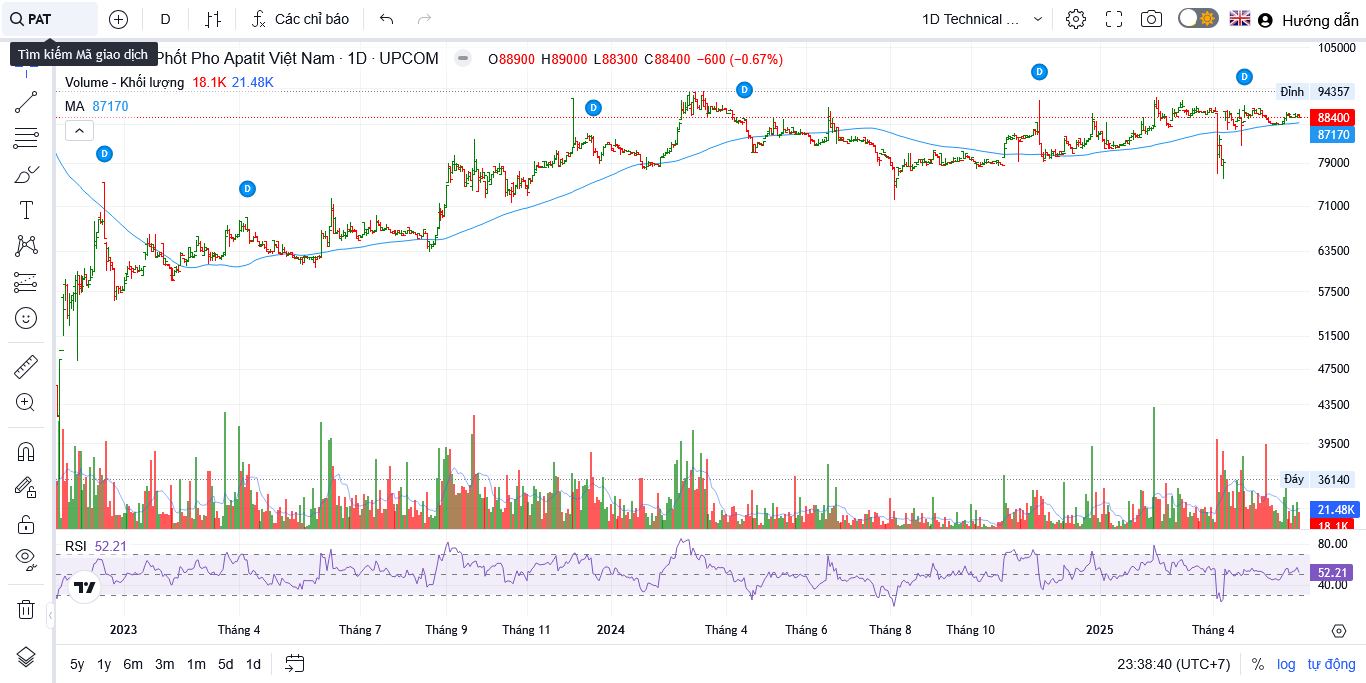 PAT D Các chỉ báo 1D Technical ... Hướng dẫn
Tìm kiếm Mã giao dịch
Phốt Pho Apatit Việt Nam · 1D · UPCOM O88900 H89000 L88300 C88400 −600 (−0.67%)
Volume - Khối lượng 18.1K 21.48K
MA 87170
D
D
D
D
D
D
105000
Đỉnh 94357
88400
87170
79000
71000
63500
57500
51500
47500
43500
39500
Đáy 36140
21.48K
18.1K
RSI 52.21
80.00
52.21
40.00
2023 Tháng 4 Tháng 7 Tháng 9 Tháng 11 2024 Tháng 4 Tháng 6 Tháng 8 Tháng 10 2025 Tháng 4
5y 1y 6m 3m 1m 5d 1d 23:38:40 (UTC+7) % log tự động